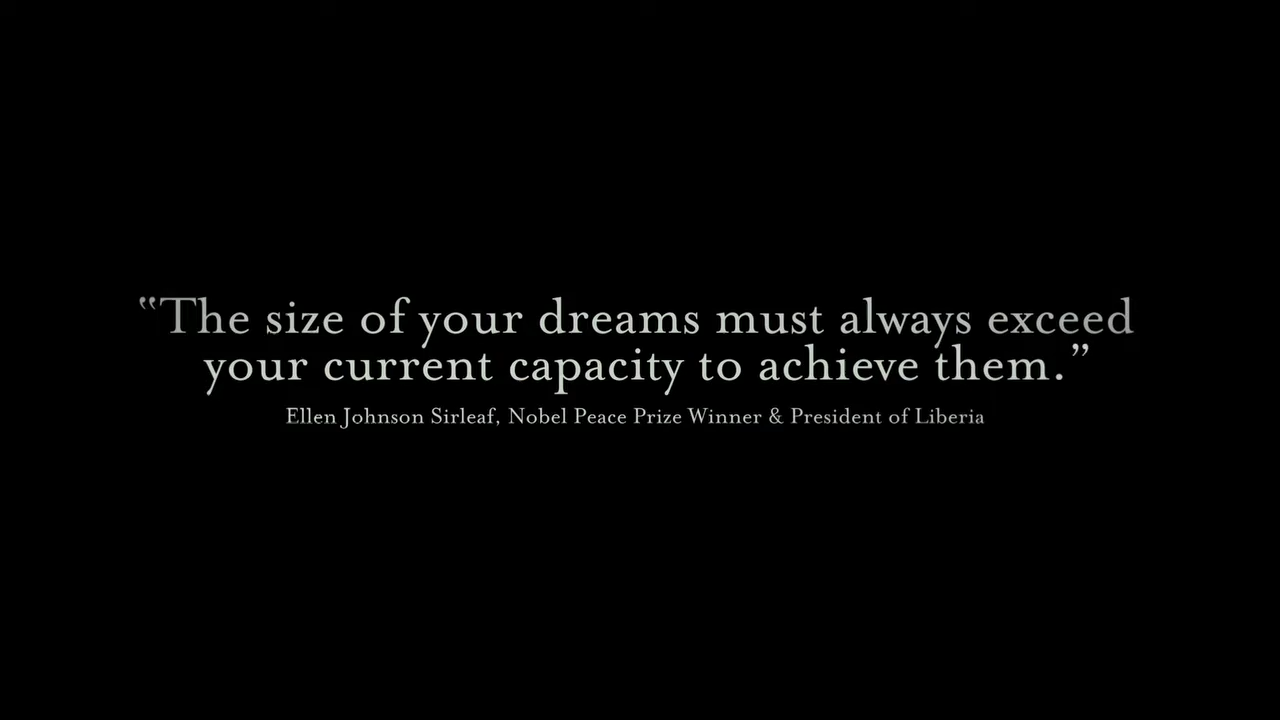 “The size of your dreams must always exceed
your current capacity to achieve them.”
Ellen Johnson Sirleaf, Nobel Peace Prize Winner & President of Liberia